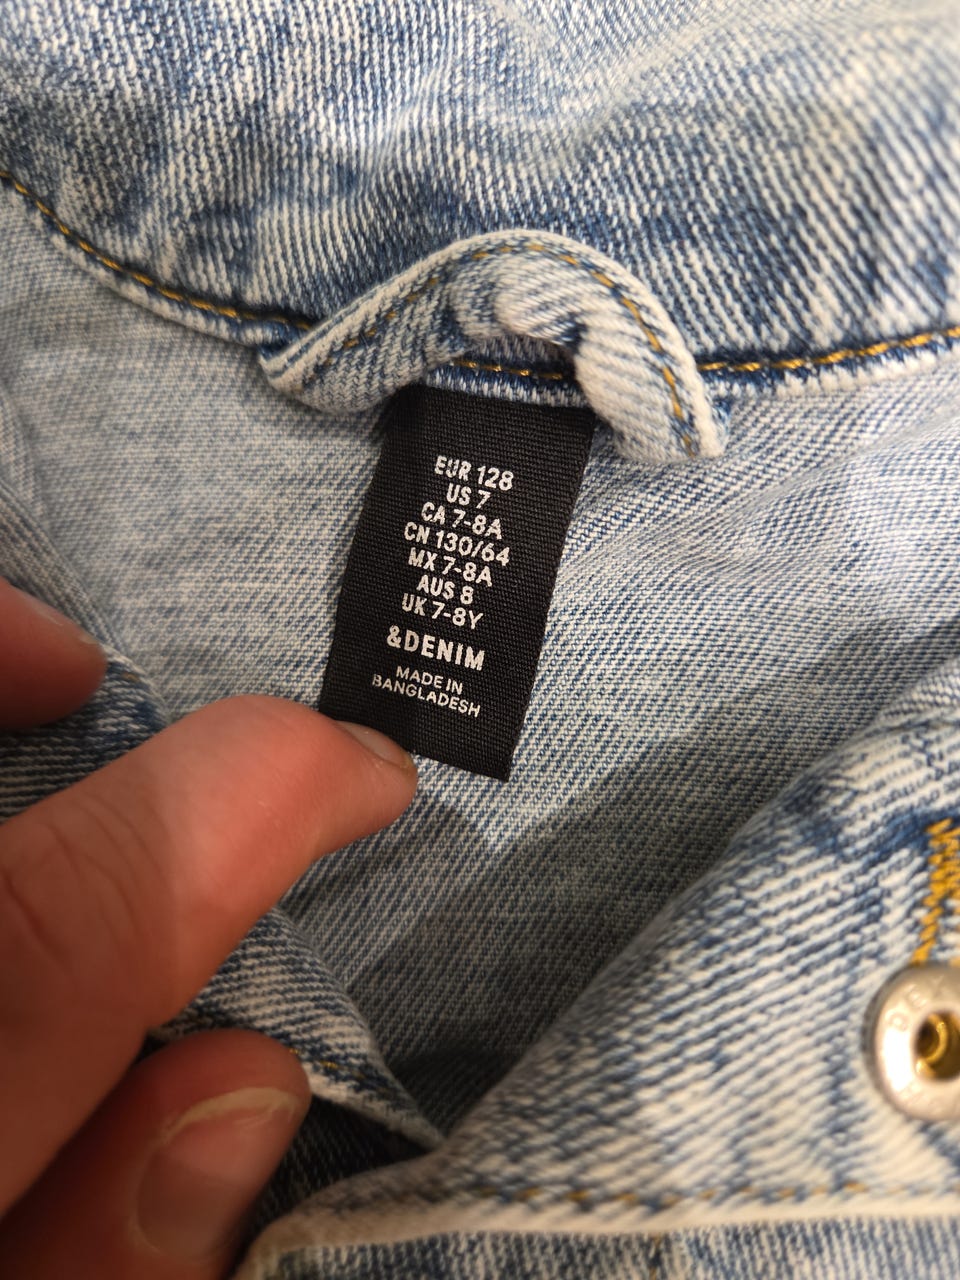 EUR 128
US 7
CA 7-8A
CN 130/64
MX 7-8A
AUS 8
UK 7-8Y
&DENIM
MADE IN
BANGLADESH